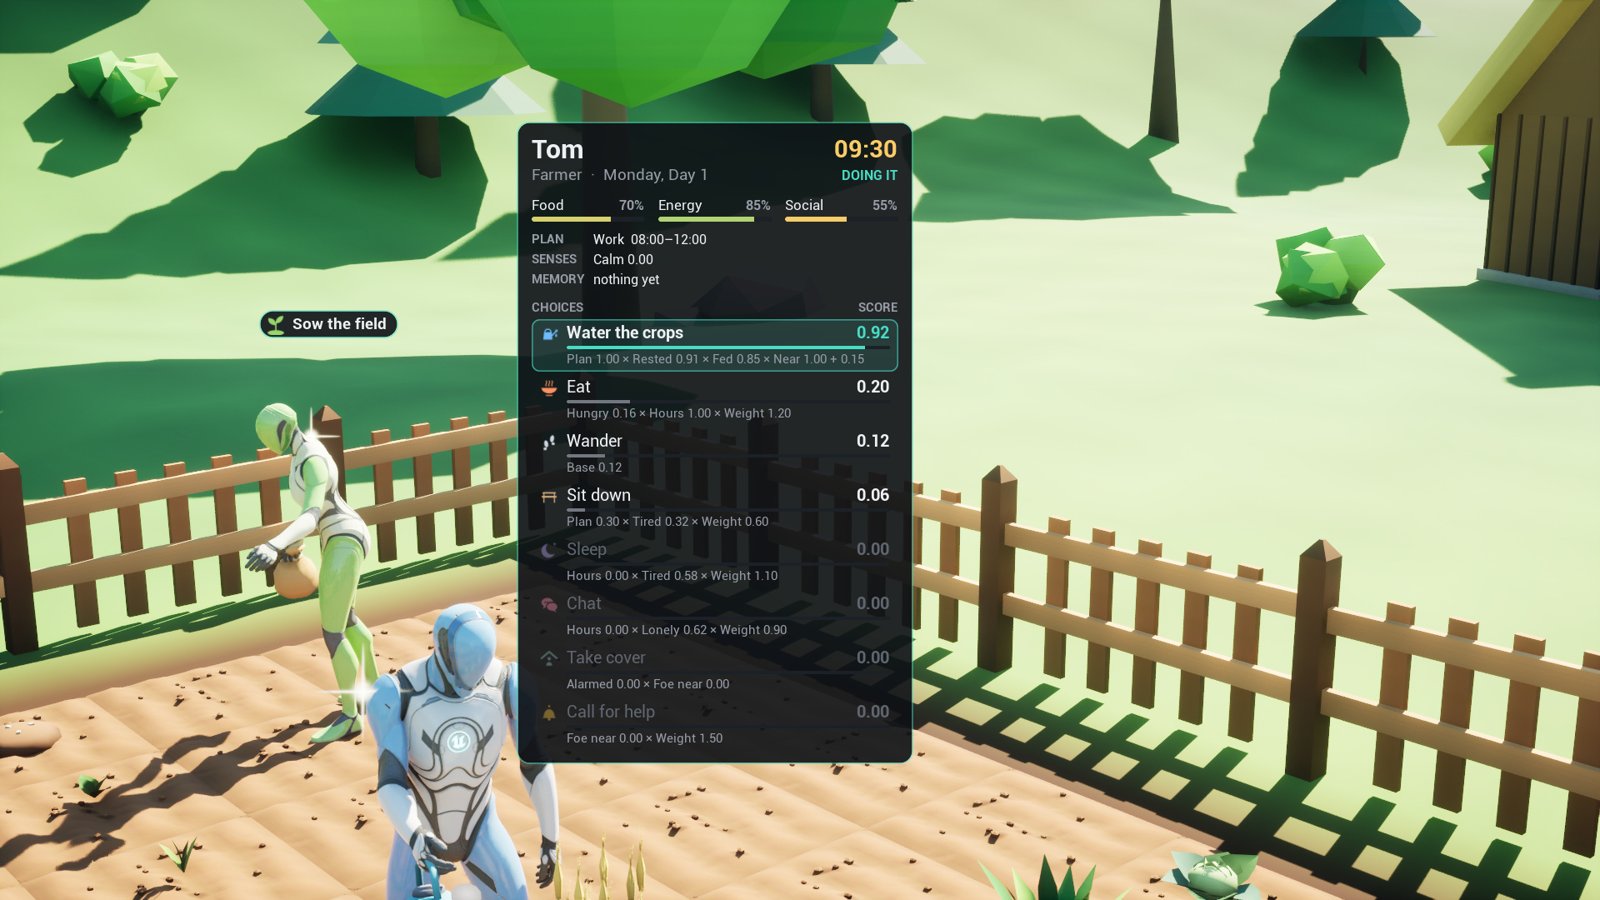 Tom
09:30
Farmer · Monday, Day 1
DOING IT
Food 70% Energy 85% Social 55%
PLAN Work 08:00–12:00
SENSES Calm 0.00
MEMORY nothing yet
CHOICES SCORE
Sow the field
Water the crops 0.92
Plan 1.00 × Rested 0.91 × Fed 0.85 × Near 1.00 + 0.15
Eat 0.20
Hungry 0.16 × Hours 1.00 × Weight 1.20
Wander 0.12
Base 0.12
Sit down 0.06
Plan 0.30 × Tired 0.32 × Weight 0.60
Sleep 0.00
Hours 0.00 × Tired 0.58 × Weight 1.10
Chat 0.00
Hours 0.00 × Lonely 0.62 × Weight 0.90
Take cover 0.00
Alarmed 0.00 × Foe near 0.00
Call for help 0.00
Foe near 0.00 × Weight 1.50